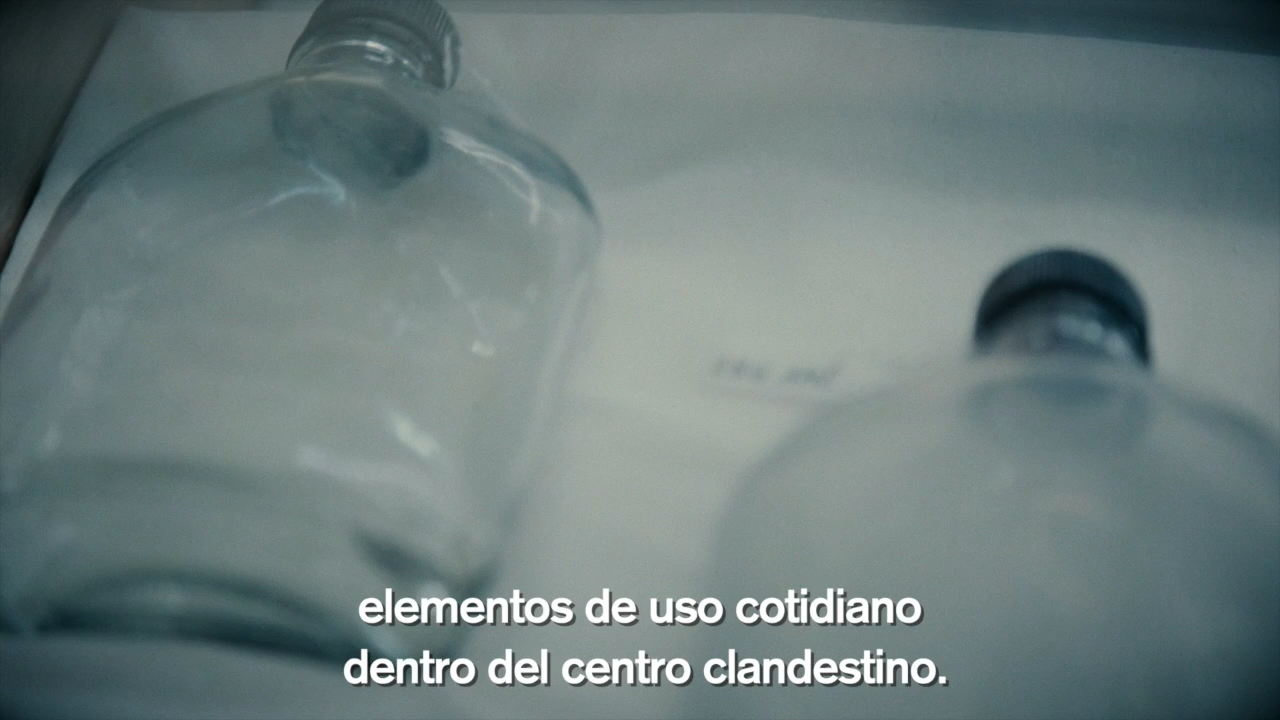 elementos de uso cotidiano
dentro del centro clandestino.